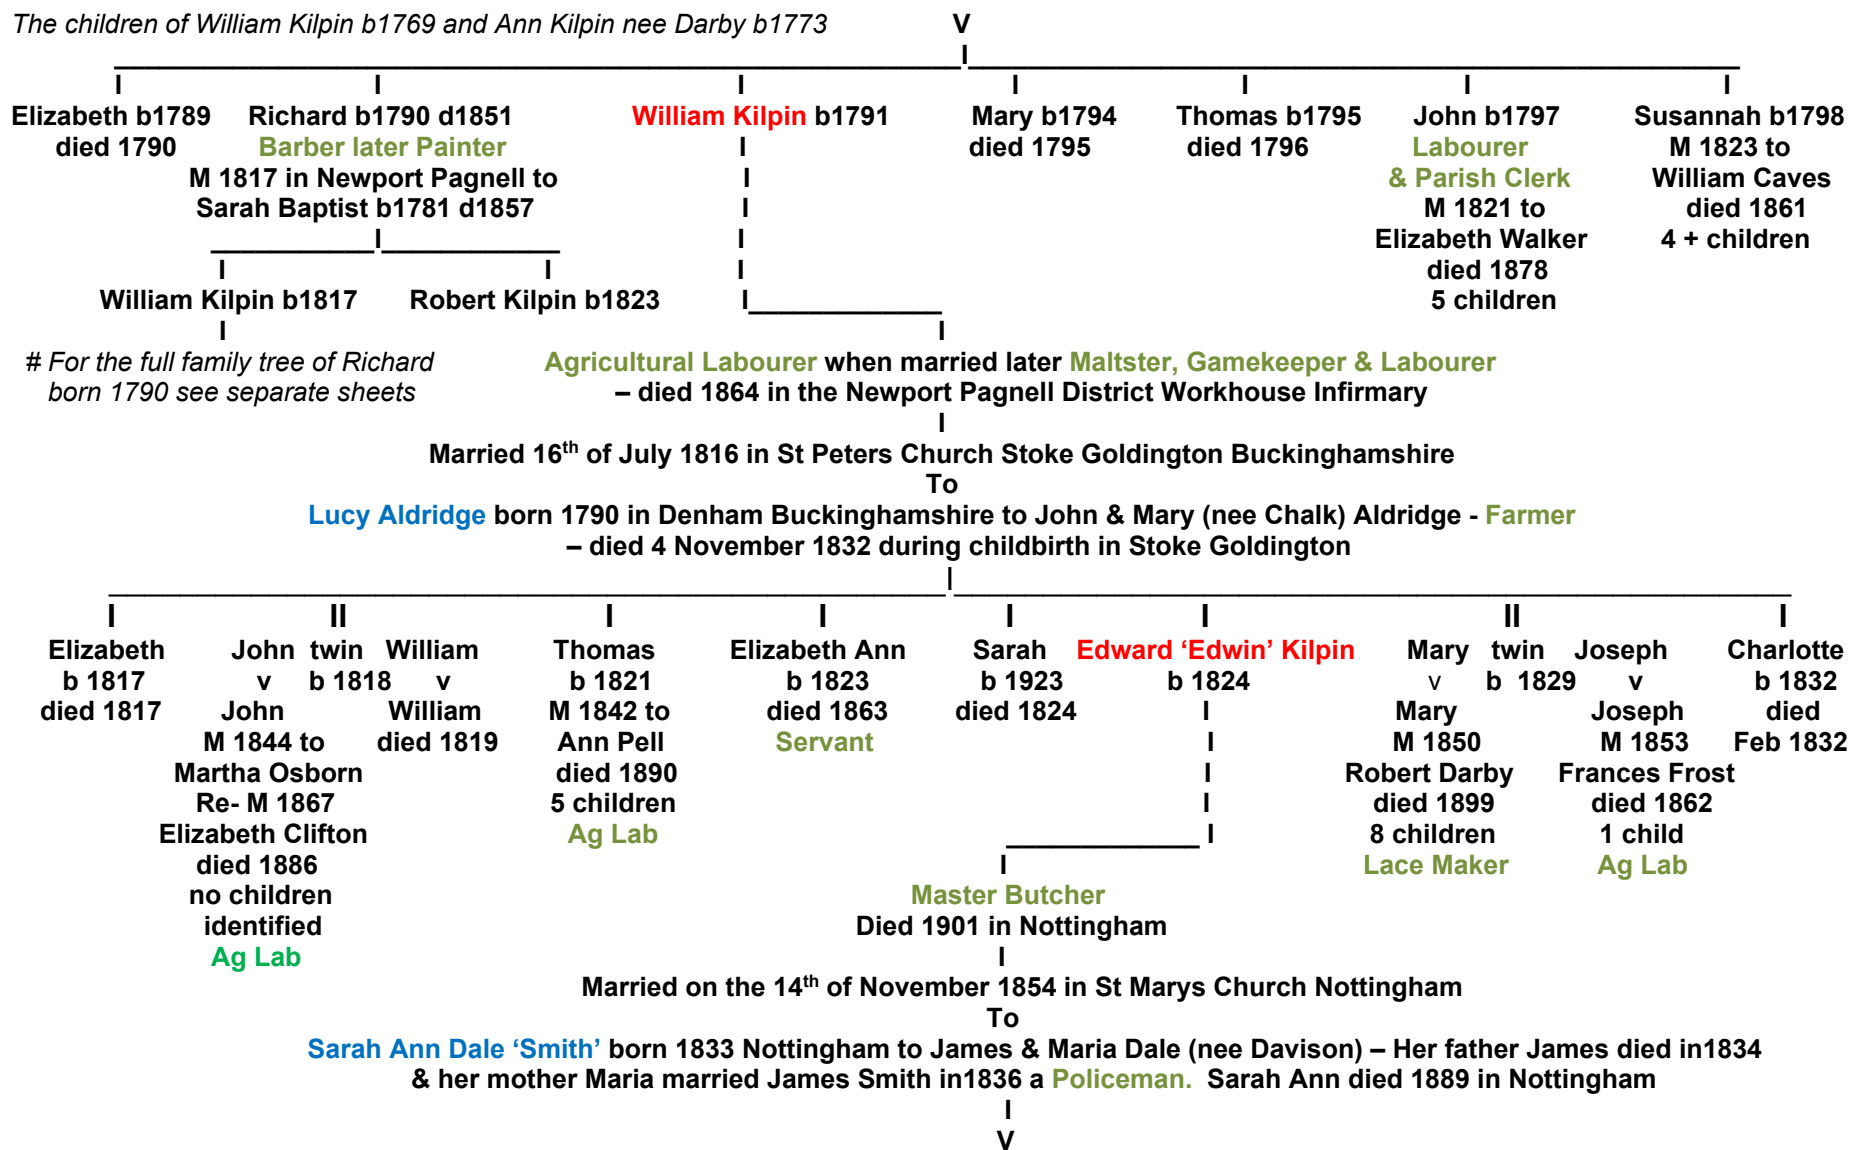 The children of William Kilpin b1769 and Ann Kilpin nee Darby b1773 V
I
I I I I I I I
Elizabeth b1789 Richard b1790 d1851 William Kilpin b1791 Mary b1794 Thomas b1795 John b1797 Susannah b1798
died 1790 Barber later Painter I died 1795 died 1796 Labourer M 1823 to
M 1817 in Newport Pagnell to I & Parish Clerk William Caves
Sarah Baptist b1781 d1857 I M 1821 to died 1861
I I Elizabeth Walker 4 + children
I I I died 1878
William Kilpin b1817 Robert Kilpin b1823 I 5 children
I I
# For the full family tree of Richard Agricultural Labourer when married later Maltster, Gamekeeper & Labourer
born 1790 see separate sheets – died 1864 in the Newport Pagnell District Workhouse Infirmary
I
Married 16th of July 1816 in St Peters Church Stoke Goldington Buckinghamshire
To
Lucy Aldridge born 1790 in Denham Buckinghamshire to John & Mary (nee Chalk) Aldridge - Farmer
– died 4 November 1832 during childbirth in Stoke Goldington
I
I II I I I I II I
Elizabeth John twin William Thomas Elizabeth Ann Sarah Edward ‘Edwin’ Kilpin Mary twin Joseph Charlotte
b 1817 v b 1818 v b 1821 b 1823 b 1923 b 1824 v b 1829 v b 1832
died 1817 John William M 1842 to died 1863 died 1824 I Mary Joseph died
M 1844 to died 1819 Ann Pell Servant I M 1850 M 1853 Feb 1832
Martha Osborn died 1890 I Robert Darby Frances Frost
Re- M 1867 5 children I died 1899 died 1862
Elizabeth Clifton Ag Lab I 8 children 1 child
died 1886 I Lace Maker Ag Lab
no children Master Butcher
identified Died 1901 in Nottingham
Ag Lab I
Married on the 14th of November 1854 in St Marys Church Nottingham
To
Sarah Ann Dale ‘Smith’ born 1833 Nottingham to James & Maria Dale (nee Davison) – Her father James died in1834
& her mother Maria married James Smith in1836 a Policeman. Sarah Ann died 1889 in Nottingham
I
V